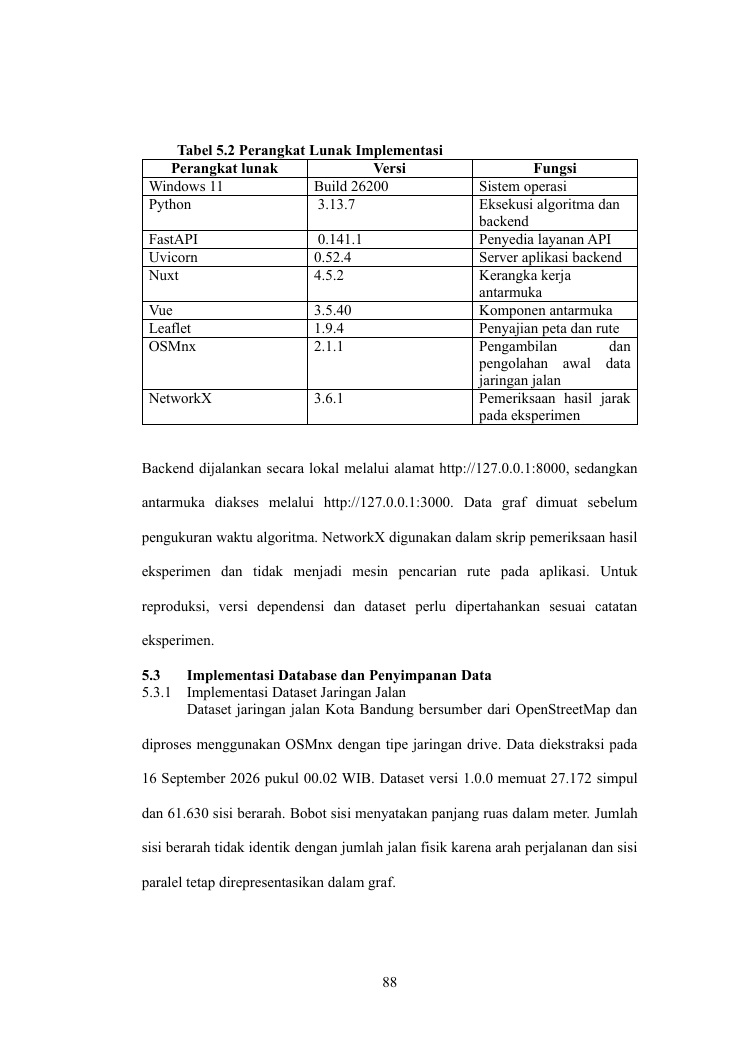 Tabel 5.2 Perangkat Lunak Implementasi
Perangkat lunak Versi Fungsi
Windows 11 Build 26200 Sistem operasi
Python 3.13.7 Eksekusi algoritma dan
backend
FastAPI 0.141.1 Penyedia layanan API
Uvicorn 0.52.4 Server aplikasi backend
Nuxt 4.5.2 Kerangka kerja
antarmuka
Vue 3.5.40 Komponen antarmuka
Leaflet 1.9.4 Penyajian peta dan rute
OSMnx 2.1.1 Pengambilan dan
pengolahan awal data
jaringan jalan
NetworkX 3.6.1 Pemeriksaan hasil jarak
pada eksperimen
Backend dijalankan secara lokal melalui alamat http://127.0.0.1:8000, sedangkan
antarmuka diakses melalui http://127.0.0.1:3000. Data graf dimuat sebelum
pengukuran waktu algoritma. NetworkX digunakan dalam skrip pemeriksaan hasil
eksperimen dan tidak menjadi mesin pencarian rute pada aplikasi. Untuk
reproduksi, versi dependensi dan dataset perlu dipertahankan sesuai catatan
eksperimen.
5.3 Implementasi Database dan Penyimpanan Data
5.3.1 Implementasi Dataset Jaringan Jalan
Dataset jaringan jalan Kota Bandung bersumber dari OpenStreetMap dan
diproses menggunakan OSMnx dengan tipe jaringan drive. Data diekstraksi pada
16 September 2026 pukul 00.02 WIB. Dataset versi 1.0.0 memuat 27.172 simpul
dan 61.630 sisi berarah. Bobot sisi menyatakan panjang ruas dalam meter. Jumlah
sisi berarah tidak identik dengan jumlah jalan fisik karena arah perjalanan dan sisi
paralel tetap direpresentasikan dalam graf.
88